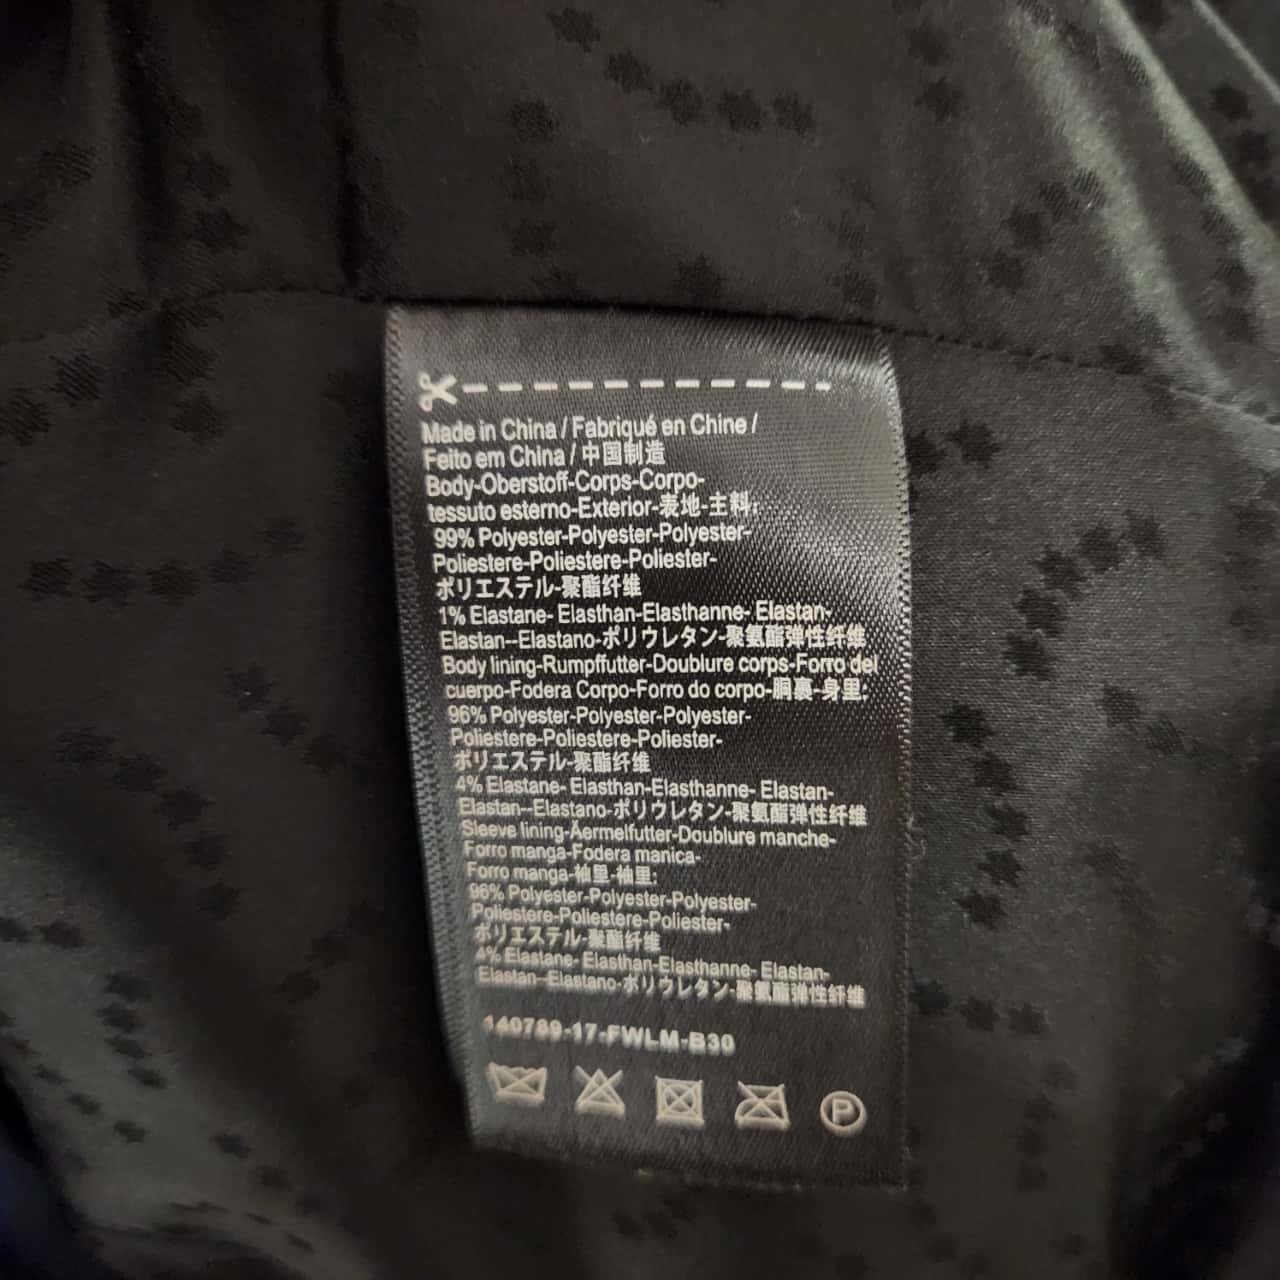 Made in China / Fabriqué en Chine /
Feito em China / 中国制造
Body-Oberstoff-Corps-Corpo-
tessuto esterno-Exterior-表地-主料:
99% Polyester-Polyester-Polyester-
Poliestere-Poliestere-Poliester-
ポリエステル-聚酯纤维
1% Elastane- Elasthan-Elasthanne- Elastan-
Elastan--Elastano-ポリウレタン-聚氨酯弹性纤维
Body lining-Rumpffutter-Doublure corps-Forro del
cuerpo-Fodera Corpo-Forro do corpo-胴裏-身里:
96% Polyester-Polyester-Polyester-
Poliestere-Poliestere-Poliester-
ポリエステル-聚酯纤维
4% Elastane- Elasthan-Elasthanne- Elastan-
Elastan--Elastano-ポリウレタン-聚氨酯弹性纤维
Sleeve lining-Aermelfutter-Doublure manche-
Forro manga-Fodera manica-
Forro manga-袖里-袖里:
96% Polyester-Polyester-Polyester-
Poliestere-Poliestere-Poliester-
ポリエステル-聚酯纤维
4% Elastane- Elasthan-Elasthanne- Elastan-
Elastan--Elastano-ポリウレタン-聚氨酯弹性纤维
140789-17-FWLM-B30
P